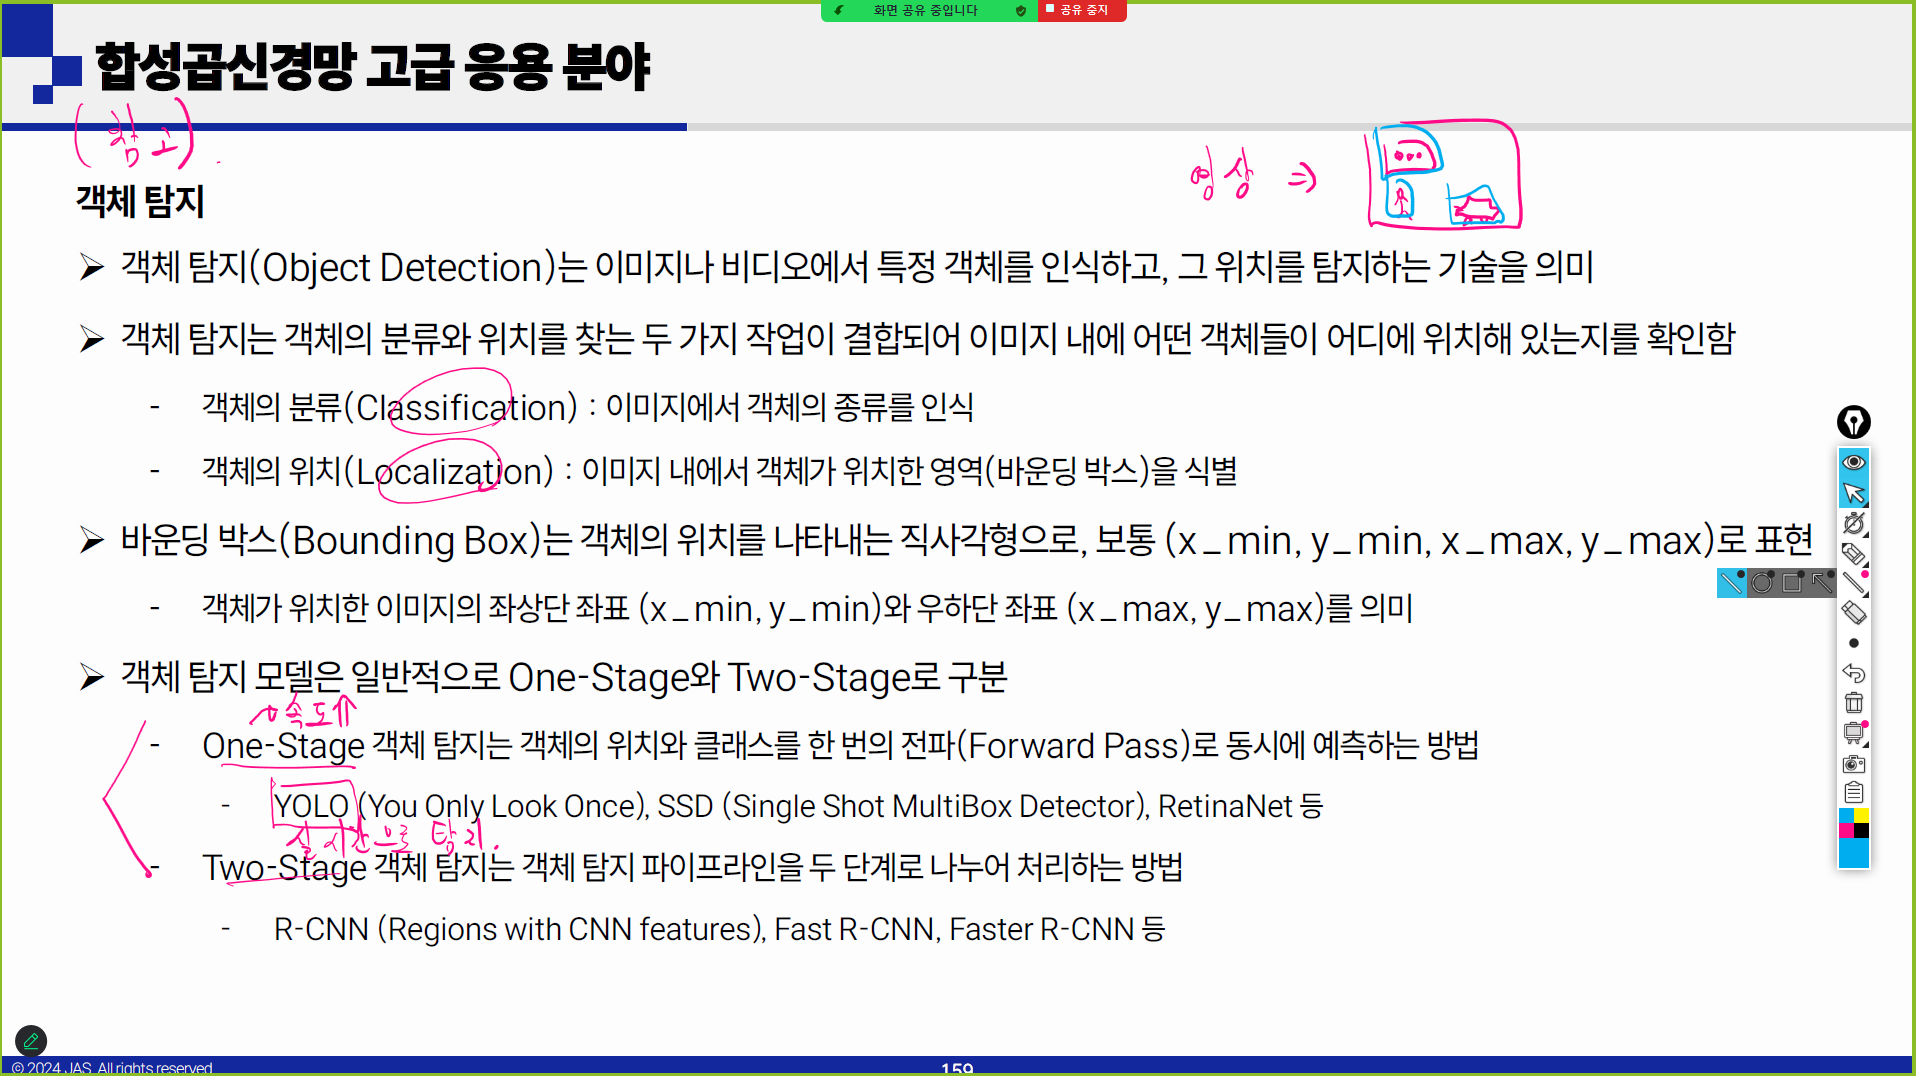 화면 공유 중입니다 공유 중지
합성곱신경망 고급 응용 분야
(참고).
영상 ⇒
객체 탐지
➢ 객체 탐지(Object Detection)는 이미지나 비디오에서 특정 객체를 인식하고, 그 위치를 탐지하는 기술을 의미
➢ 객체 탐지는 객체의 분류와 위치를 찾는 두 가지 작업이 결합되어 이미지 내에 어떤 객체들이 어디에 위치해 있는지를 확인함
- 객체의 분류(Classification) : 이미지에서 객체의 종류를 인식
- 객체의 위치(Localization) : 이미지 내에서 객체가 위치한 영역(바운딩 박스)을 식별
➢ 바운딩 박스(Bounding Box)는 객체의 위치를 나타내는 직사각형으로, 보통 (x_min, y_min, x_max, y_max)로 표현
- 객체가 위치한 이미지의 좌상단 좌표 (x_min, y_min)와 우하단 좌표 (x_max, y_max)를 의미
➢ 객체 탐지 모델은 일반적으로 One-Stage와 Two-Stage로 구분
속도⇑
- One-Stage 객체 탐지는 객체의 위치와 클래스를 한 번의 전파(Forward Pass)로 동시에 예측하는 방법
- YOLO (You Only Look Once), SSD (Single Shot MultiBox Detector), RetinaNet 등
실시간으로 탐지.
- Two-Stage 객체 탐지는 객체 탐지 파이프라인을 두 단계로 나누어 처리하는 방법
- R-CNN (Regions with CNN features), Fast R-CNN, Faster R-CNN 등
© 2024 JAS. All rights reserved
159